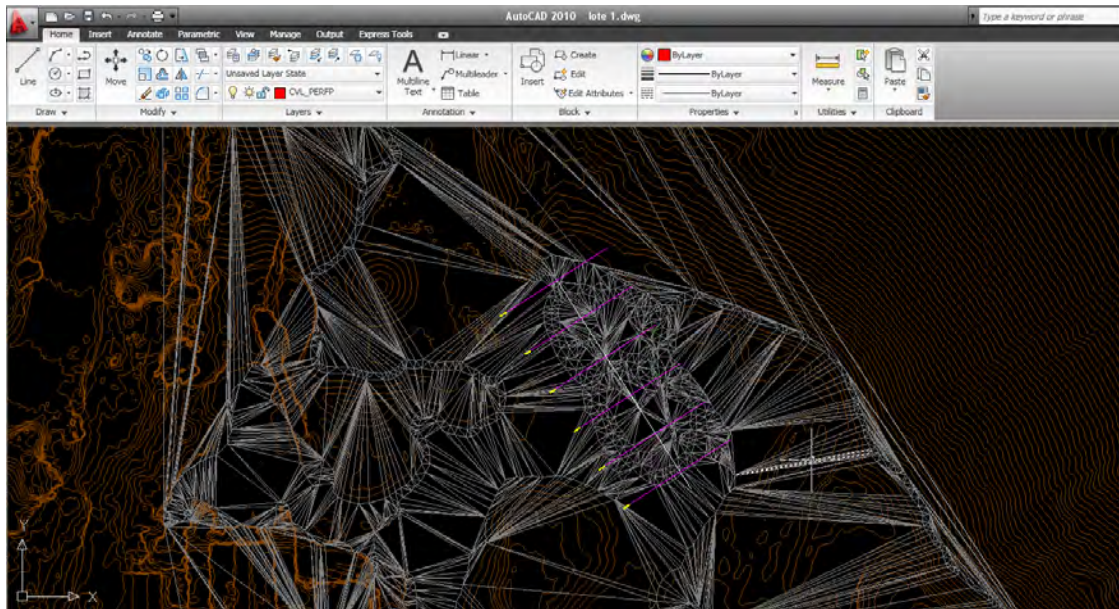 AutoCAD 2010 lote 1.dwg
Type a keyword or phrase
Home Insert Annotate Parametric View Manage Output Express Tools
Line
Move
Unsaved Layer State
CVL_PERFP
A
Multiline Text
Linear
Multileader
Table
Insert
Create
Edit
Edit Attributes
ByLayer
ByLayer
ByLayer
Measure
Paste
Draw Modify Layers Annotation Block Properties Utilities Clipboard
Y
X